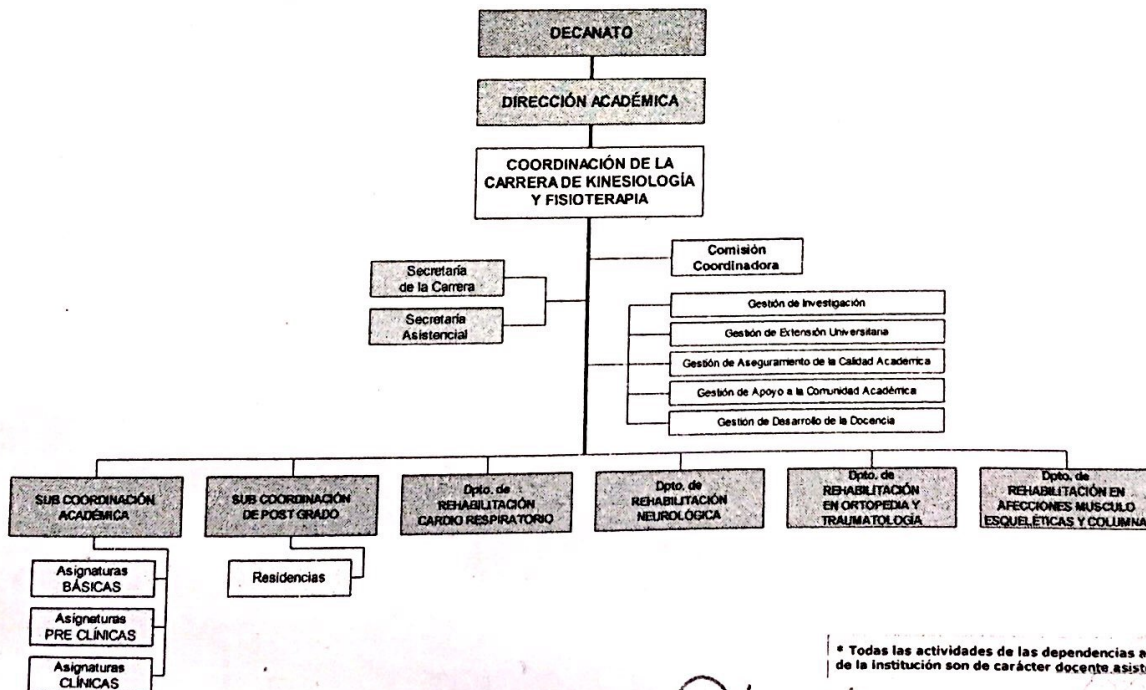 DECANATO
DIRECCIÓN ACADÉMICA
COORDINACIÓN DE LA
CARRERA DE KINESIOLOGÍA
Y FISIOTERAPIA
Secretaría
de la Carrera
Secretaría
Asistencial
Comisión
Coordinadora
Gestión de Investigación
Gestión de Extensión Universitaria
Gestión de Aseguramiento de la Calidad Academica
Gestión de Apoyo a la Comunidad Académica
Gestión de Desarrollo de la Docencia
SUB COORDINACIÓN
ACADÉMICA
SUB COORDINACIÓN
DE POST GRADO
Dpto. de
REHABILITACIÓN
CARDIO RESPIRATORIO
Dpto. de
REHABILITACIÓN
NEUROLÓGICA
Dpto. de
REHABILITACIÓN
EN ORTOPEDIA Y
TRAUMATOLOGÍA
Dpto. de
REHABILITACIÓN EN
AFECCIONES MUSCULO
ESQUELÉTICAS Y COLUMNA
Asignaturas
BÁSICAS
Asignaturas
PRE CLÍNICAS
Asignaturas
CLÍNICAS
Residencias
* Todas las actividades de las dependencias a
de la institución son de carácter docente asist